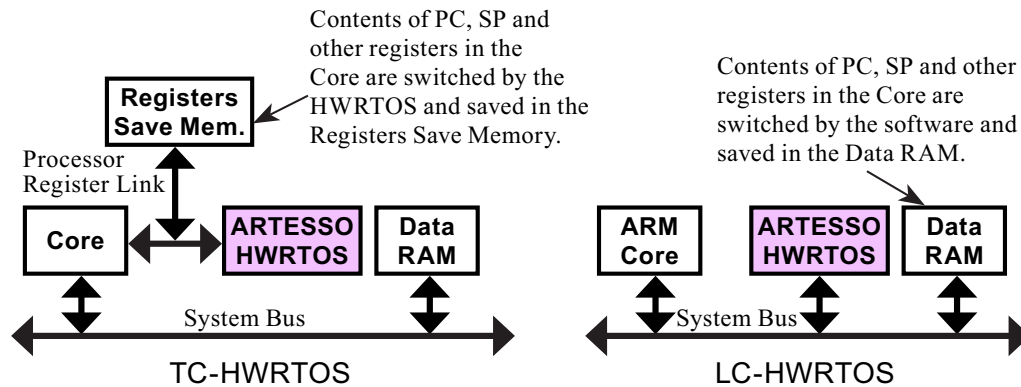 Contents of PC, SP and
other registers in the
Core are switched by the
HWRTOS and saved in the
Registers Save Memory.
Registers
Save Mem.
Processor
Register Link
Core
ARTESSO
HWRTOS
Data
RAM
System Bus
TC-HWRTOS
Contents of PC, SP and other
registers in the Core are
switched by the software and
saved in the Data RAM.
ARM
Core
ARTESSO
HWRTOS
Data
RAM
System Bus
LC-HWRTOS